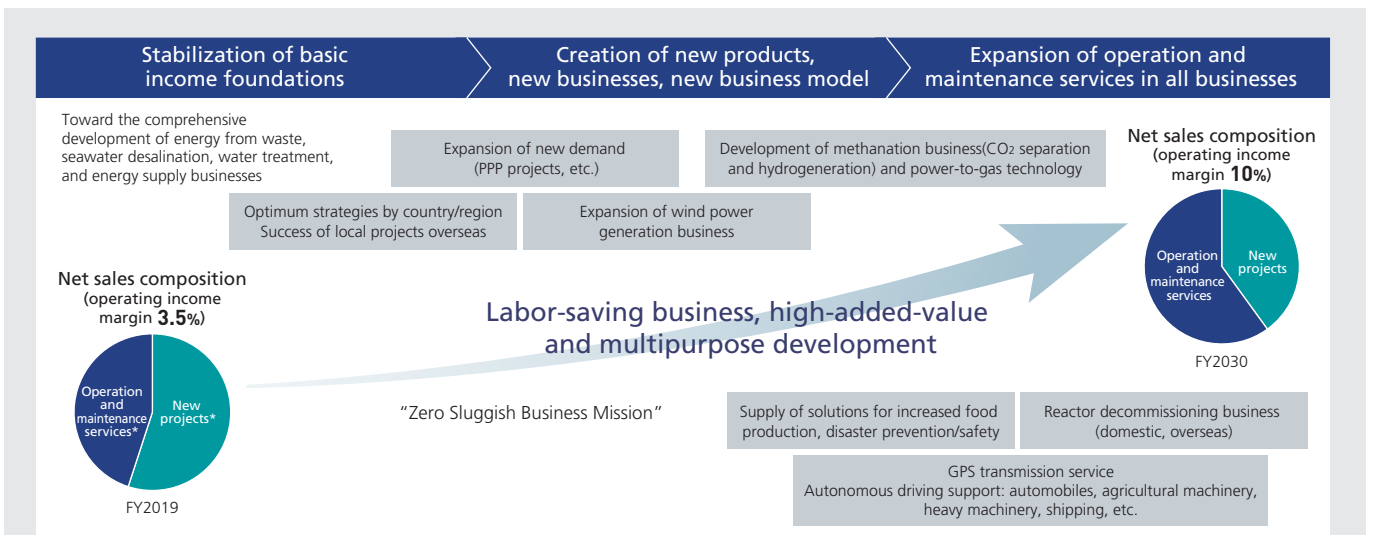 Stabilization of basic
income foundations
Creation of new products,
new businesses, new business model
Expansion of operation and
maintenance services in all businesses
Toward the comprehensive
development of energy from waste,
seawater desalination, water treatment,
and energy supply businesses
Expansion of new demand
(PPP projects, etc.)
Development of methanation business(CO2 separation
and hydrogeneration) and power-to-gas technology
Optimum strategies by country/region
Success of local projects overseas
Expansion of wind power
generation business
Net sales composition
(operating income
margin 10%)
Operation
and
maintenance
services
New
projects
FY2030
Net sales composition
(operating income
margin 3.5%)
Operation
and
maintenance
services*
New
projects*
FY2019
Labor-saving business, high-added-value
and multipurpose development
“Zero Sluggish Business Mission”
Supply of solutions for increased food
production, disaster prevention/safety
Reactor decommissioning business
(domestic, overseas)
GPS transmission service
Autonomous driving support: automobiles, agricultural machinery,
heavy machinery, shipping, etc.